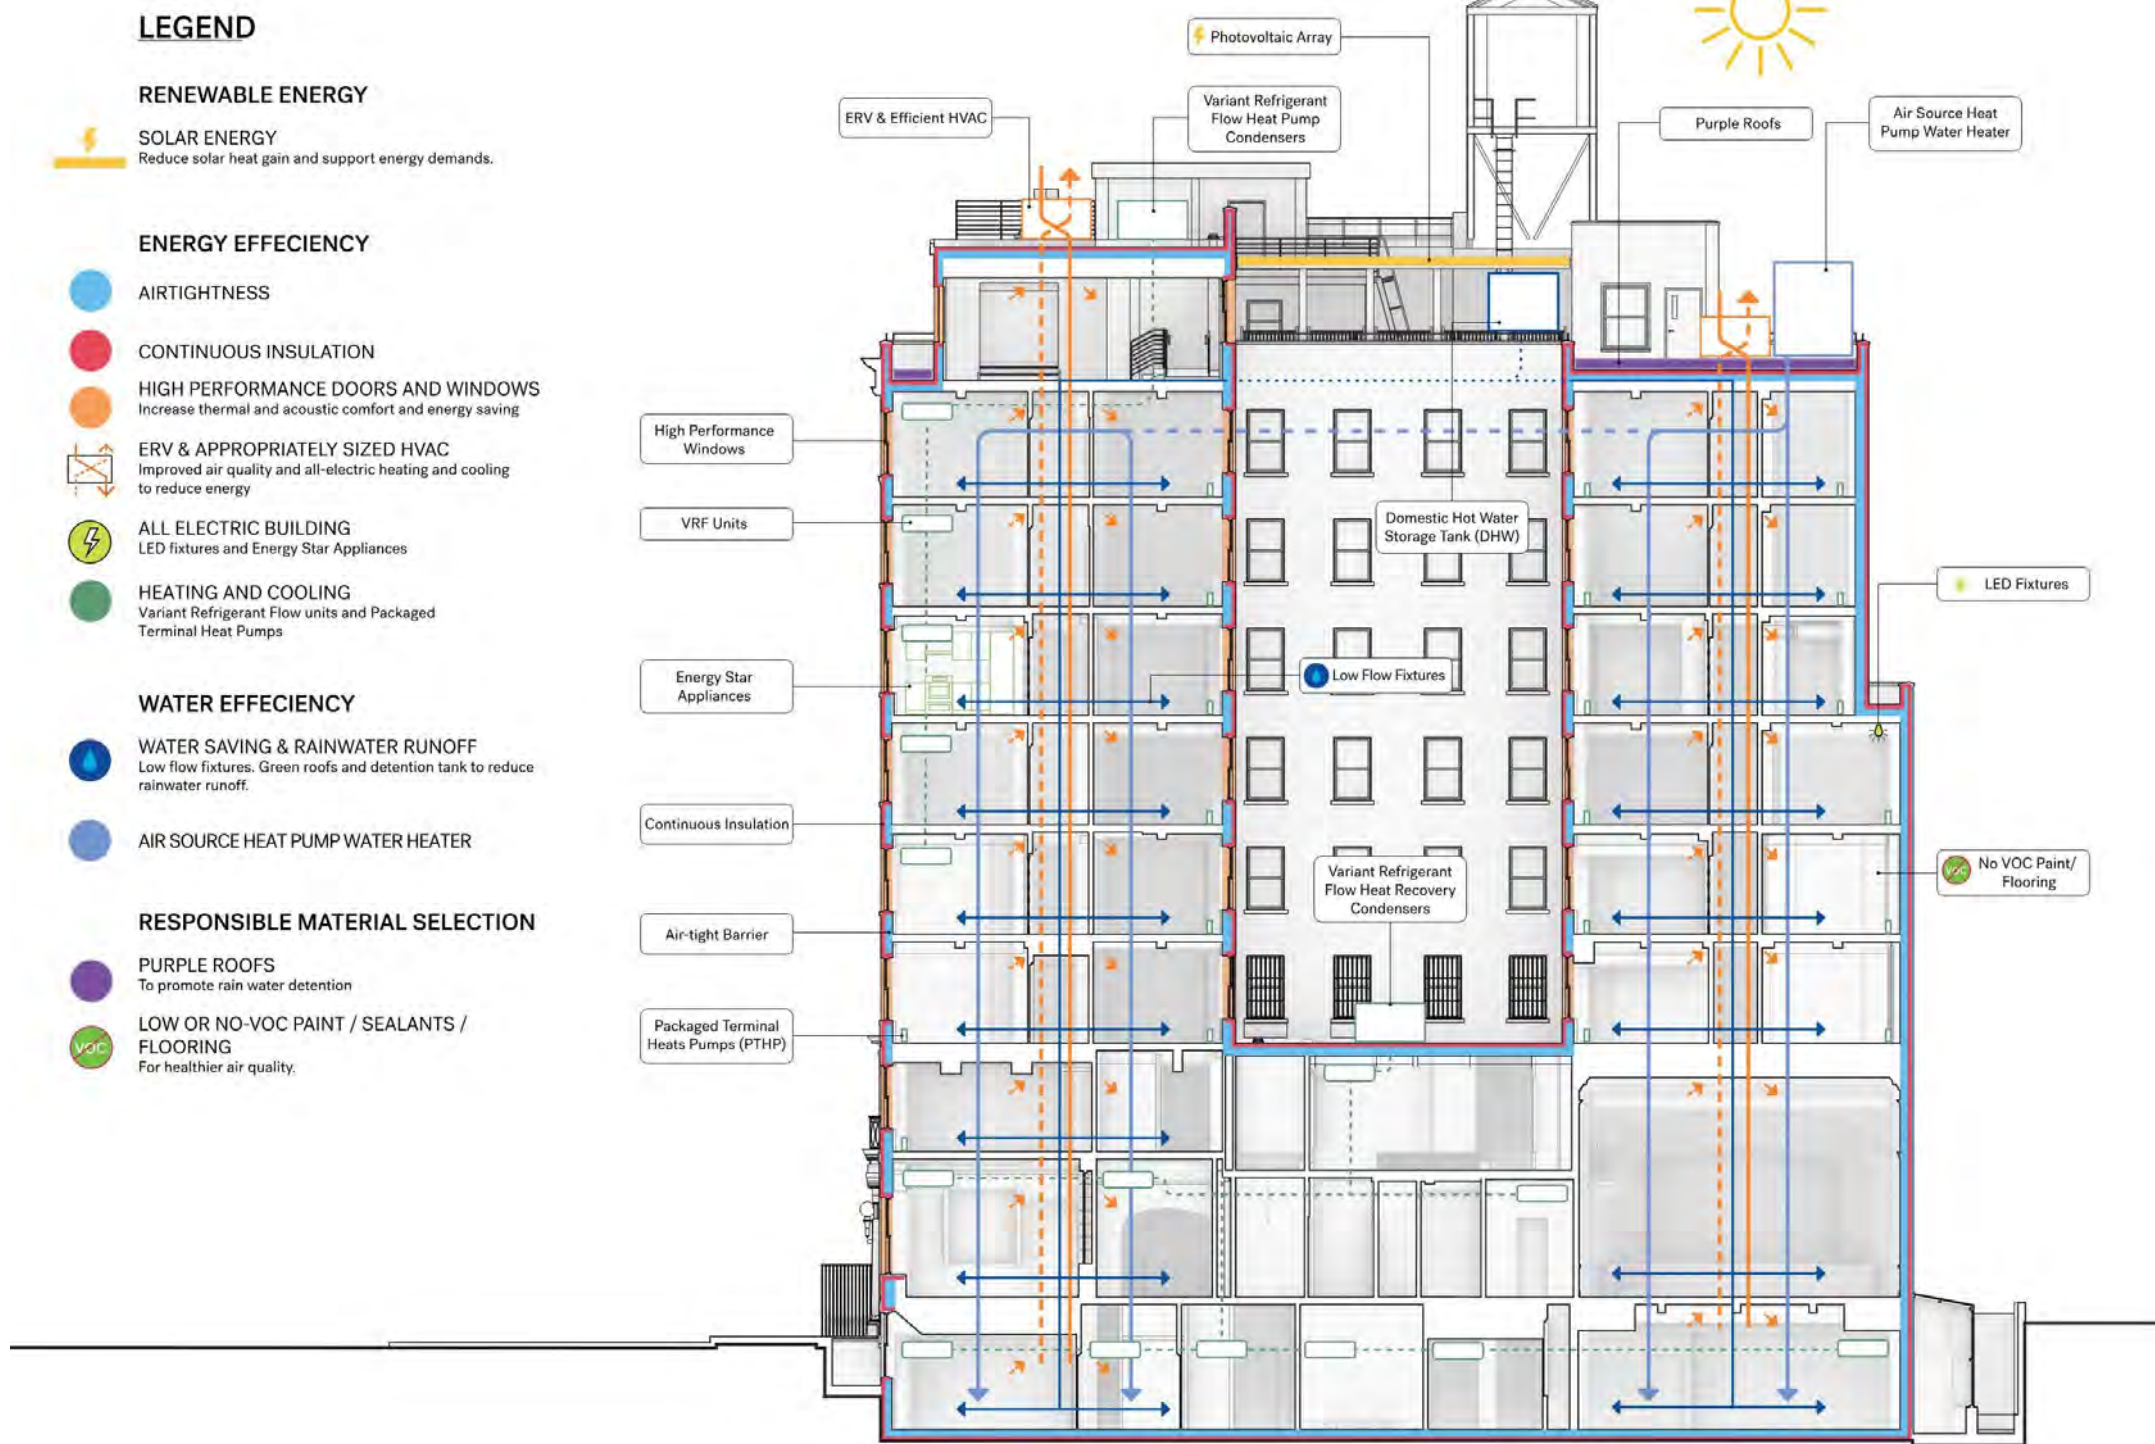 LEGEND
RENEWABLE ENERGY
SOLAR ENERGY
Reduce solar heat gain and support energy demands.
ENERGY EFFECIENCY
AIRTIGHTNESS
CONTINUOUS INSULATION
HIGH PERFORMANCE DOORS AND WINDOWS
Increase thermal and acoustic comfort and energy saving
ERV & APPROPRIATELY SIZED HVAC
Improved air quality and all-electric heating and cooling
to reduce energy
ALL ELECTRIC BUILDING
LED fixtures and Energy Star Appliances
HEATING AND COOLING
Variant Refrigerant Flow units and Packaged
Terminal Heat Pumps
WATER EFFECIENCY
WATER SAVING & RAINWATER RUNOFF
Low flow fixtures. Green roofs and detention tank to reduce
rainwater runoff.
AIR SOURCE HEAT PUMP WATER HEATER
RESPONSIBLE MATERIAL SELECTION
PURPLE ROOFS
To promote rain water detention
VOC
LOW OR NO-VOC PAINT / SEALANTS /
FLOORING
For healthier air quality.
Photovoltaic Array
ERV & Efficient HVAC
Variant Refrigerant
Flow Heat Pump
Condensers
Purple Roofs
Air Source Heat
Pump Water Heater
High Performance
Windows
VRF Units
Domestic Hot Water
Storage Tank (DHW)
LED Fixtures
Energy Star
Appliances
Low Flow Fixtures
Continuous Insulation
Variant Refrigerant
Flow Heat Recovery
Condensers
VOC
No VOC Paint/
Flooring
Air-tight Barrier
Packaged Terminal
Heats Pumps (PTHP)